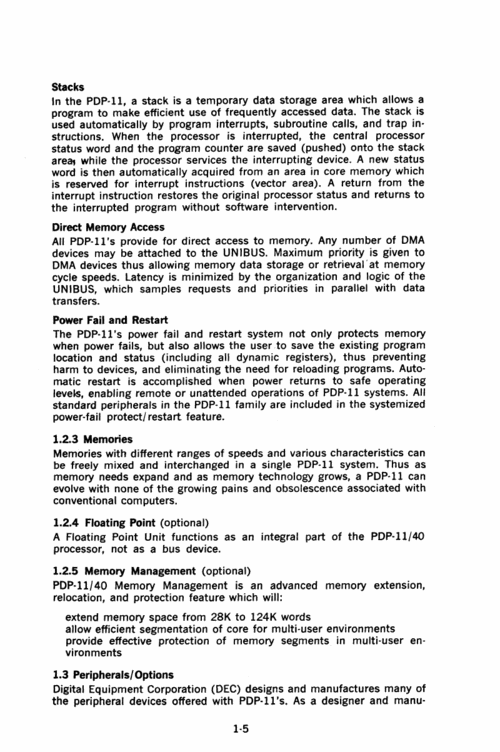 Stacks
In the PDP-11, a stack is a temporary data storage area which allows a
program to make efficient use of frequently accessed data. The stack is
used automatically by program interrupts, subroutine calls, and trap in-
structions. When the processor is interrupted, the central processor
status word and the program counter are saved (pushed) onto the stack
area, while the processor services the interrupting device. A new status
word is then automatically acquired from an area in core memory which
is reserved for interrupt instructions (vector area). A return from the
interrupt instruction restores the original processor status and returns to
the interrupted program without software intervention.
Direct Memory Access
All PDP-11's provide for direct access to memory. Any number of DMA
devices may be attached to the UNIBUS. Maximum priority is given to
DMA devices thus allowing memory data storage or retrieval at memory
cycle speeds. Latency is minimized by the organization and logic of the
UNIBUS, which samples requests and priorities in parallel with data
transfers.
Power Fail and Restart
The PDP-11's power fail and restart system not only protects memory
when power fails, but also allows the user to save the existing program
location and status (including all dynamic registers), thus preventing
harm to devices, and eliminating the need for reloading programs. Auto-
matic restart is accomplished when power returns to safe operating
levels, enabling remote or unattended operations of PDP-11 systems. All
standard peripherals in the PDP-11 family are included in the systemized
power-fail protect/restart feature.
1.2.3 Memories
Memories with different ranges of speeds and various characteristics can
be freely mixed and interchanged in a single PDP-11 system. Thus as
memory needs expand and as memory technology grows, a PDP-11 can
evolve with none of the growing pains and obsolescence associated with
conventional computers.
1.2.4 Floating Point (optional)
A Floating Point Unit functions as an integral part of the PDP-11/40
processor, not as a bus device.
1.2.5 Memory Management (optional)
PDP-11/40 Memory Management is an advanced memory extension,
relocation, and protection feature which will:
extend memory space from 28K to 124K words
allow efficient segmentation of core for multi-user environments
provide effective protection of memory segments in multi-user en-
vironments
1.3 Peripherals/Options
Digital Equipment Corporation (DEC) designs and manufactures many of
the peripheral devices offered with PDP-11's. As a designer and manu-
1-5